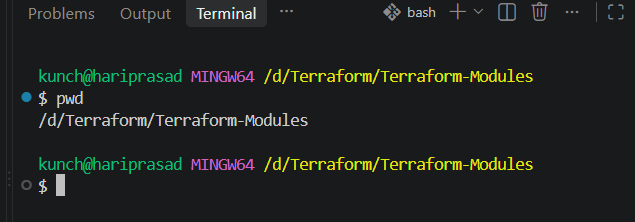 Problems Output Terminal ··· bash
kunch@hariprasad MINGW64 /d/Terraform/Terraform-Modules
$ pwd
/d/Terraform/Terraform-Modules
kunch@hariprasad MINGW64 /d/Terraform/Terraform-Modules
$